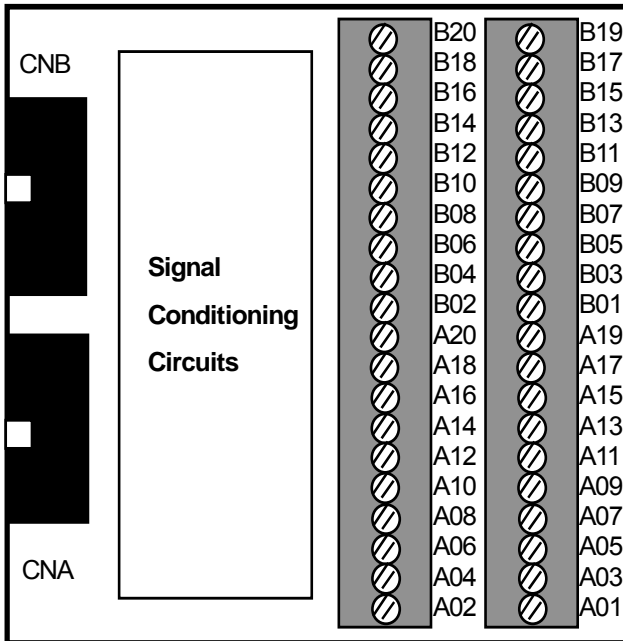 CNB
Signal
Conditioning
Circuits
CNA
B20 B19
B18 B17
B16 B15
B14 B13
B12 B11
B10 B09
B08 B07
B06 B05
B04 B03
B02 B01
A20 A19
A18 A17
A16 A15
A14 A13
A12 A11
A10 A09
A08 A07
A06 A05
A04 A03
A02 A01